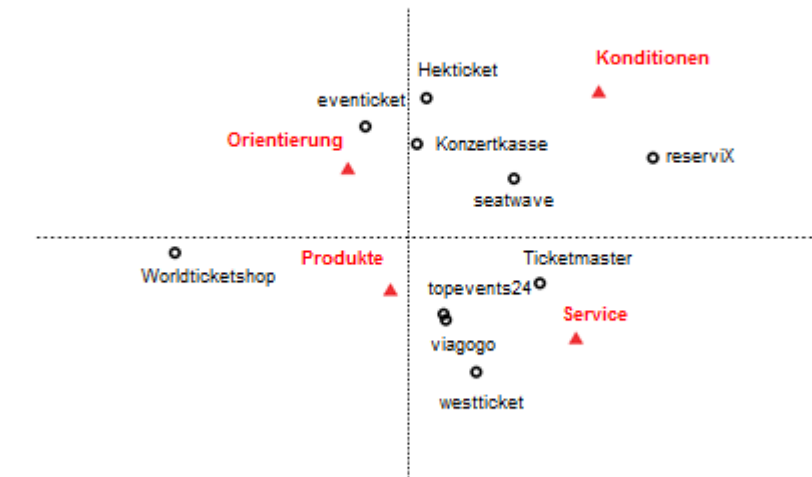 Konditionen
Hekticket
eventicket
Orientierung
Konzertkasse
reserviX
seatwave
Produkte
Ticketmaster
Worldticketshop
topevents24
Service
viagogo
westticket